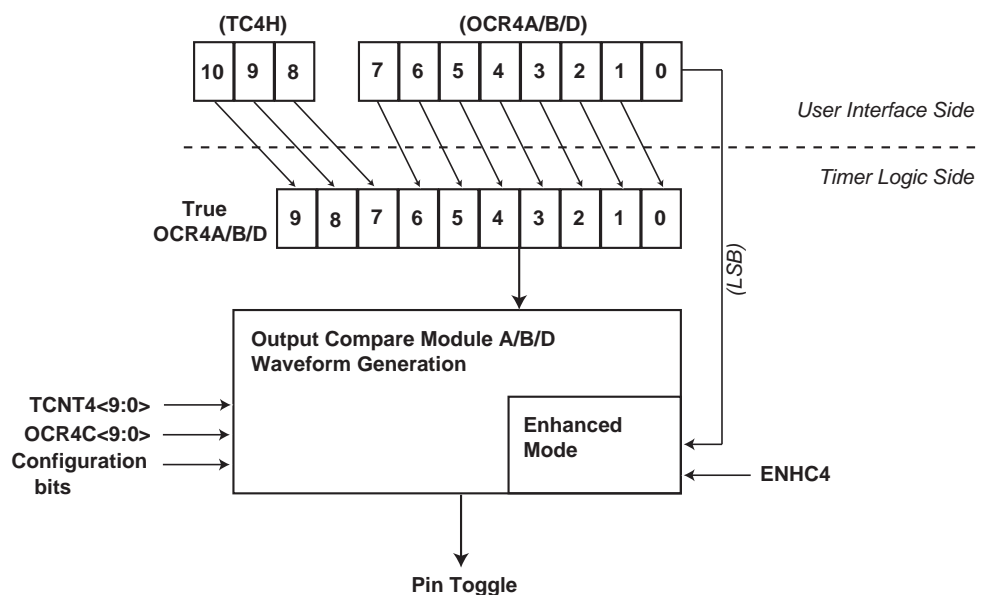 (TC4H) (OCR4A/B/D)
10 9 8 7 6 5 4 3 2 1 0
User Interface Side
Timer Logic Side
True
OCR4A/B/D
9 8 7 6 5 4 3 2 1 0
(LSB)
Output Compare Module A/B/D
Waveform Generation
TCNT4<9:0>
OCR4C<9:0>
Configuration
bits
Enhanced
Mode
ENHC4
Pin Toggle